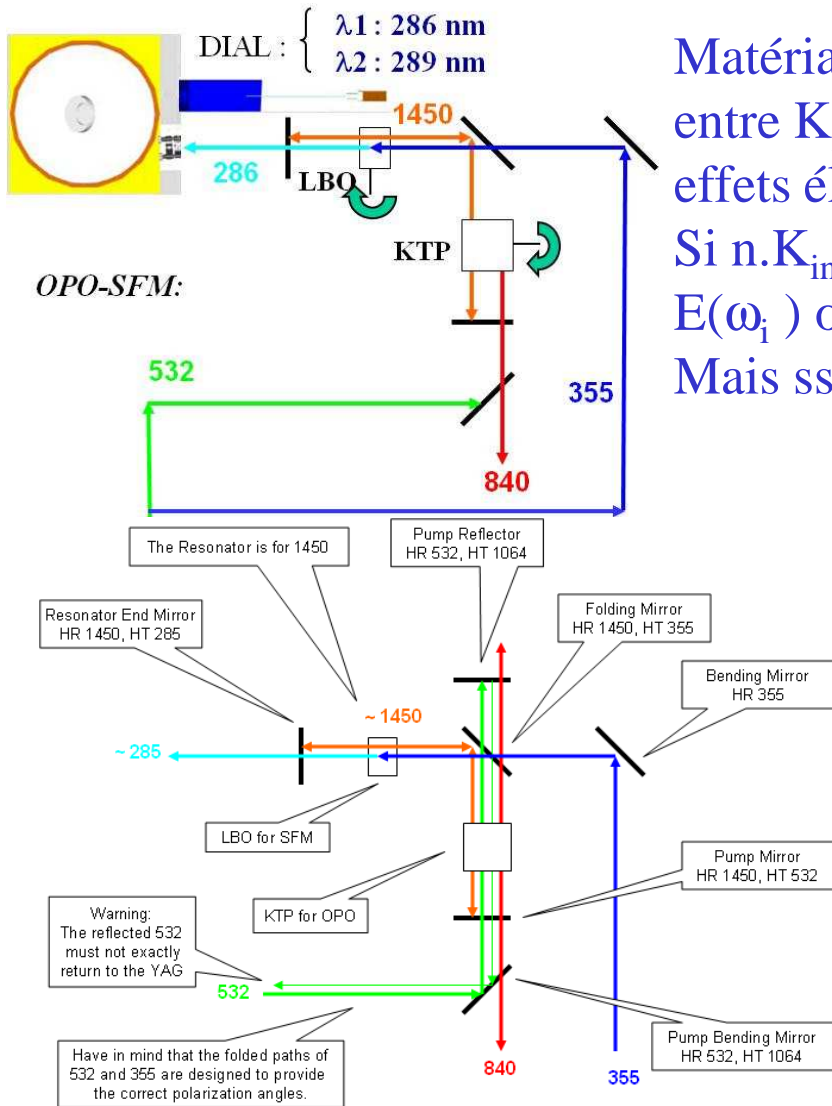 DIAL :
λ1 : 286 nm
λ2 : 289 nm
1450
286
LBO
KTP
OPO-SFM:
532
355
840
Matéria
entre K
effets él
Si n.K_in
E(ω_i ) o
Mais ss
The Resonator is for 1450
Pump Reflector
HR 532, HT 1064
Resonator End Mirror
HR 1450, HT 285
Folding Mirror
HR 1450, HT 355
Bending Mirror
HR 355
~ 1450
~ 285
LBO for SFM
Pump Mirror
HR 1450, HT 532
KTP for OPO
Warning:
The reflected 532
must not exactly
return to the YAG
532
Pump Bending Mirror
HR 532, HT 1064
Have in mind that the folded paths of
532 and 355 are designed to provide
the correct polarization angles.
840
355